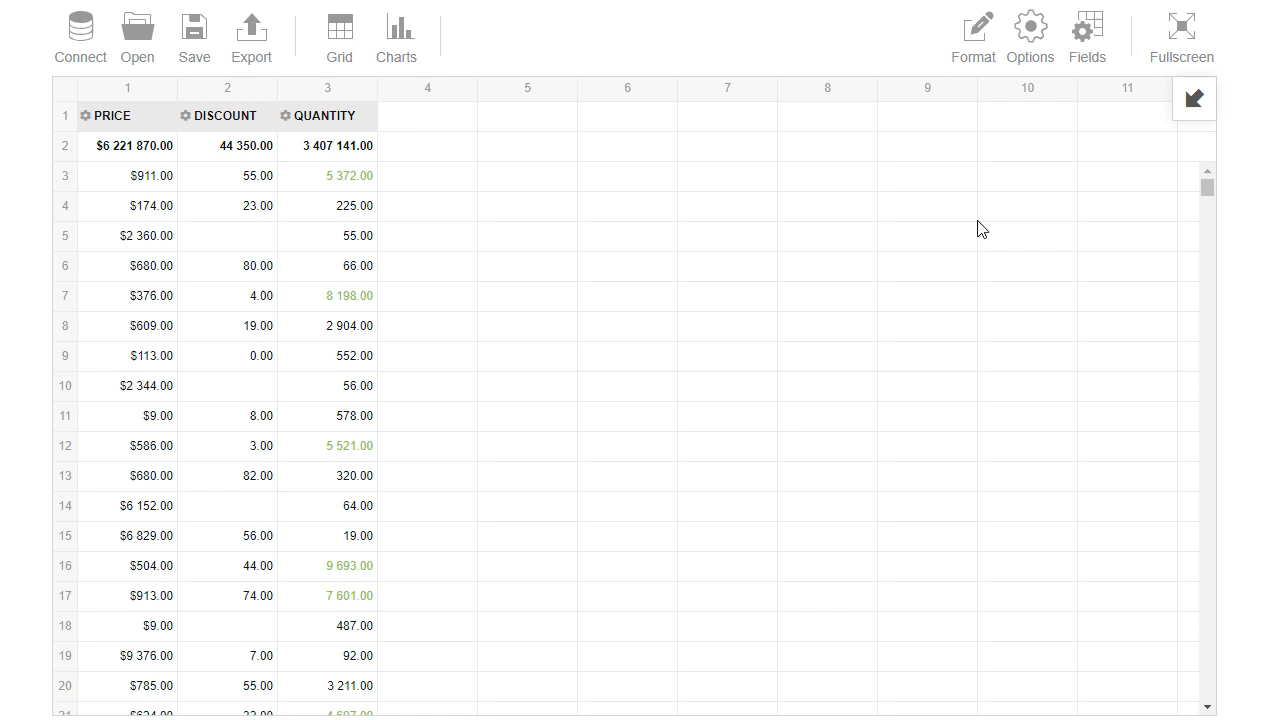 Connect Open Save Export Grid Charts Format Options Fields Fullscreen
1 2 3 4 5 6 7 8 9 10 11
1 PRICE DISCOUNT QUANTITY
2 $6 221 870.00 44 350.00 3 407 141.00
3 $911.00 55.00 5 372.00
4 $174.00 23.00 225.00
5 $2 360.00 55.00
6 $680.00 80.00 66.00
7 $376.00 4.00 8 198.00
8 $609.00 19.00 2 904.00
9 $113.00 0.00 552.00
10 $2 344.00 56.00
11 $9.00 8.00 578.00
12 $586.00 3.00 5 521.00
13 $680.00 82.00 320.00
14 $6 152.00 64.00
15 $6 829.00 56.00 19.00
16 $504.00 44.00 9 693.00
17 $913.00 74.00 7 601.00
18 $9.00 487.00
19 $9 376.00 7.00 92.00
20 $785.00 55.00 3 211.00